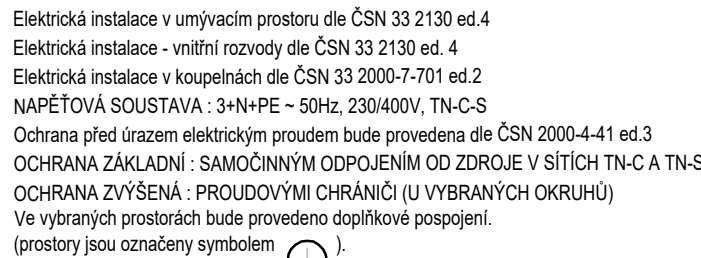 Elektrická instalace v umývacím prostoru dle ČSN 33 2130 ed.4
Elektrická instalace - vnitřní rozvody dle ČSN 33 2130 ed. 4
Elektrická instalace v koupelnách dle ČSN 33 2000-7-701 ed.2
NAPĚŤOVÁ SOUSTAVA : 3+N+PE ~ 50Hz, 230/400V, TN-C-S
Ochrana před úrazem elektrickým proudem bude provedena dle ČSN 2000-4-41 ed.3
OCHRANA ZÁKLADNÍ : SAMOČINNÝM ODPOJENÍM OD ZDROJE V SÍTÍCH TN-C A TN-S
OCHRANA ZVÝŠENÁ : PROUDOVÝMI CHRÁNIČI (U VYBRANÝCH OKRUHŮ)
Ve vybraných prostorách bude provedeno doplňkové pospojení.
(prostory jsou označeny symbolem ).